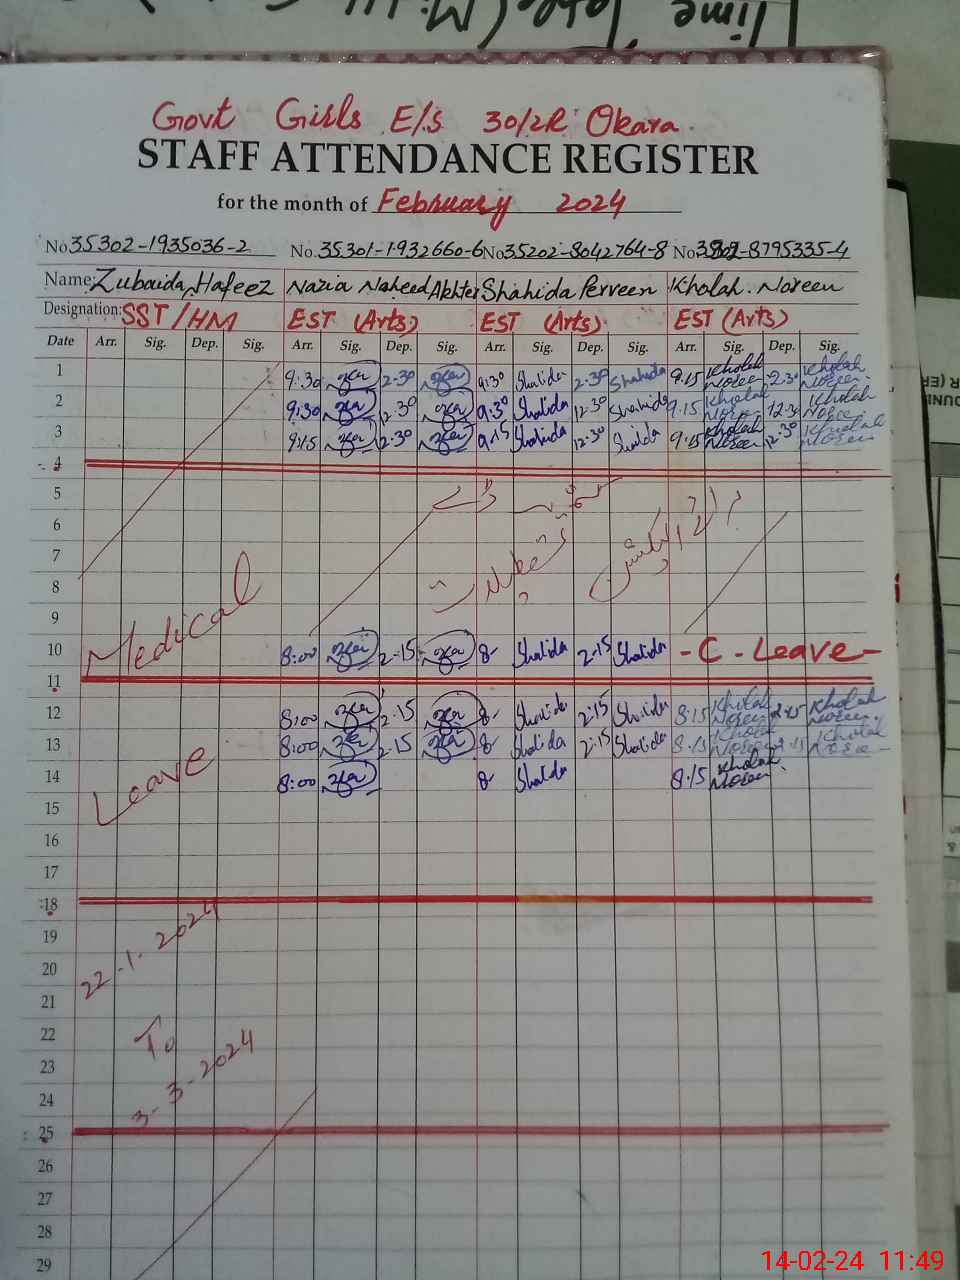 Time Table (M.
Govt Girls E/S 30/2R Okara.
STAFF ATTENDANCE REGISTER
for the month of February 2024
No 35302-1935036-2 No. 35301-1932660-6 No 35202-8042764-8 No. -8795335-4
Name: Zubaida Hafeez Nazia Naheed Akhter Shahida Perveen Kholah. Noreen
Designation: SST/HM EST (Arts) EST (Arts). EST (Arts)
Date Arr. Sig. Dep. Sig. Arr. Sig. Dep. Sig. Arr. Sig. Dep. Sig. Arr. Sig. Dep. Sig.
1 9:30 2:30 9:30 Shahida 2:30 Shahida 9:15 Kholah Noreen 2:30 Kholah Noreen
2 9:30 12:30 9:30 Shahida 12:30 Shahida 9:15 Kholah Noreen 12:30 Kholah Noreen
3 9:15 2:30 9:15 Shahida 12:30 Shahida 9:15 Kholah Noreen 12:30 Kholah Noreen
4
5
6
7
8
9
Medical
10 8:00 2:15 8 Shahida 2:15 Shahida - C. Leave -
11
12 8:00 2:15 8 Shahida 2:15 Shahida 8:15 Kholah Noreen 2:15 Kholah Noreen
13 8:00 2:15 8 Shahida 2:15 Shahida 8:15 Kholah Noreen 2:15 Kholah Noreen
14 8:00 8 Shahida 8:15 Kholah Noreen
Leave
15
16
17
18
19
22-1-2024
20
21
22
To
23
3-3-2024
24
25
26
27
28
29
14-02-24 11:49